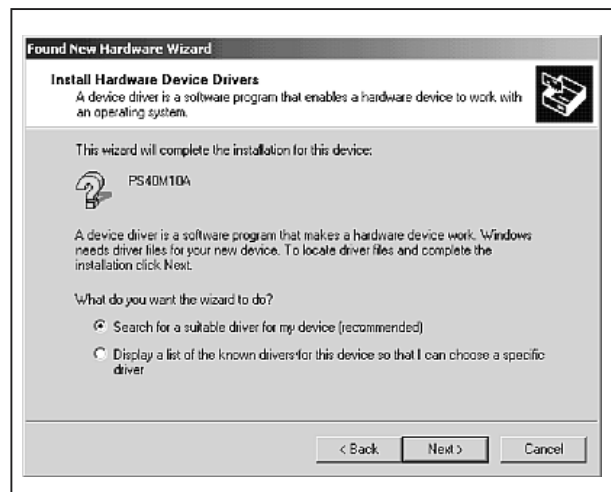 Found New Hardware Wizard
Install Hardware Device Drivers
A device driver is a software program that enables a hardware device to work with
an operating system.
This wizard will complete the installation for this device:
PS40M10A
A device driver is a software program that makes a hardware device work. Windows
needs driver files for your new device. To locate driver files and complete the
installation click Next.
What do you want the wizard to do?
Search for a suitable driver for my device (recommended)
Display a list of the known drivers for this device so that I can choose a specific
driver
< Back
Next >
Cancel